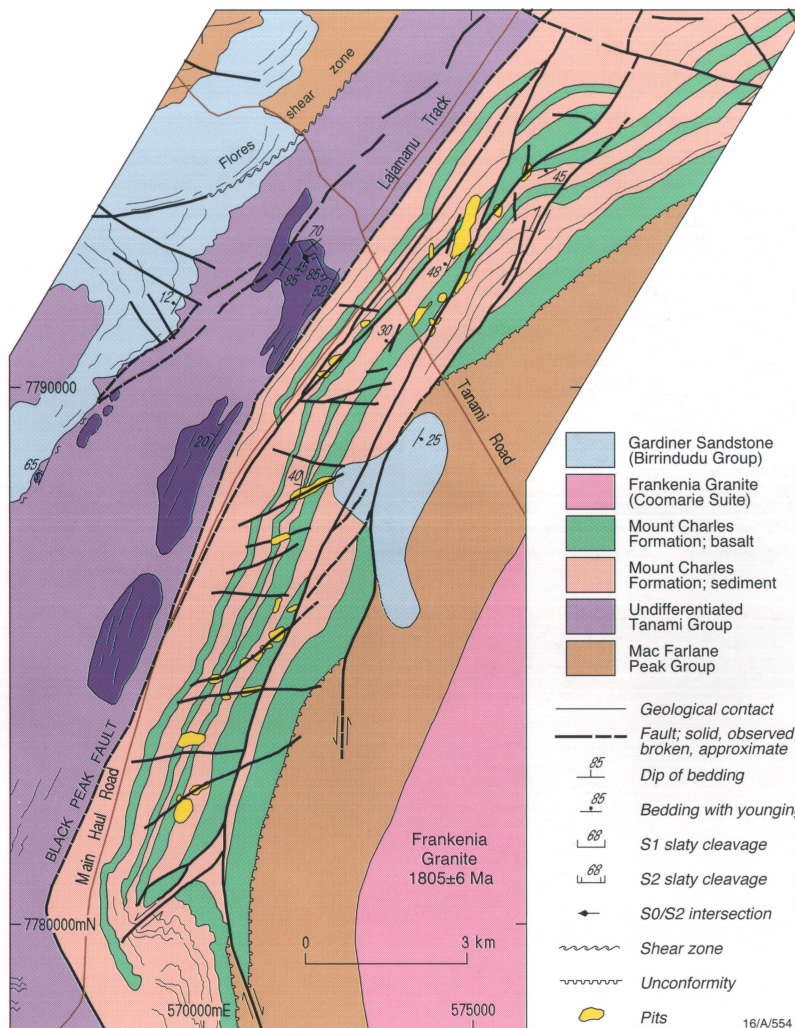 Flores
shear zone
Lajamanu Track
45
70
45
85
85
52
48
12
30
7790000
Tanami Road
20
25
65
40
Gardiner Sandstone
(Birrindudu Group)
Frankenia Granite
(Coomarie Suite)
Mount Charles
Formation; basalt
Mount Charles
Formation; sediment
Undifferentiated
Tanami Group
Mac Farlane
Peak Group
Geological contact
Fault; solid, observed
broken, approximate
85
Dip of bedding
85
Bedding with younging
68
S1 slaty cleavage
68
S2 slaty cleavage
S0/S2 intersection
Shear zone
Unconformity
Pits
BLACK PEAK FAULT
Main Haul Road
Frankenia
Granite
1805±6 Ma
7780000mN
0 3 km
570000mE
575000
16/A/554